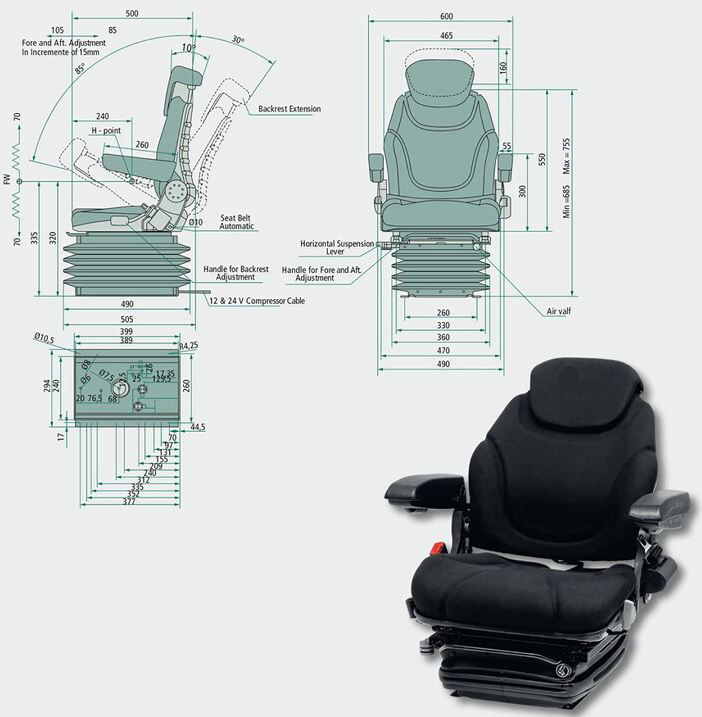 500
105
85
Fore and Aft. Adjustment
In Incremente of 15mm
85°
10°
30°
Backrest Extension
240
H - point
260
70
FW
70
335
320
Ø10
Seat Belt
Automatic
Handle for Backrest
Adjustment
12 & 24 V Compressor Cable
490
505
600
465
160
55
300
550
Min =685 Max = 755
Horizontal Suspension
Lever
Handle for Fore and Aft.
Adjustment
Air valf
260
330
360
470
490
399
389
Ø10,5
R4,25
294
240
Ø8
Ø6
Ø7,5
26
25
17,35
129,5
20
76,5
68
260
17
44,5
70
97
131
155
209
240
312
335
352
377